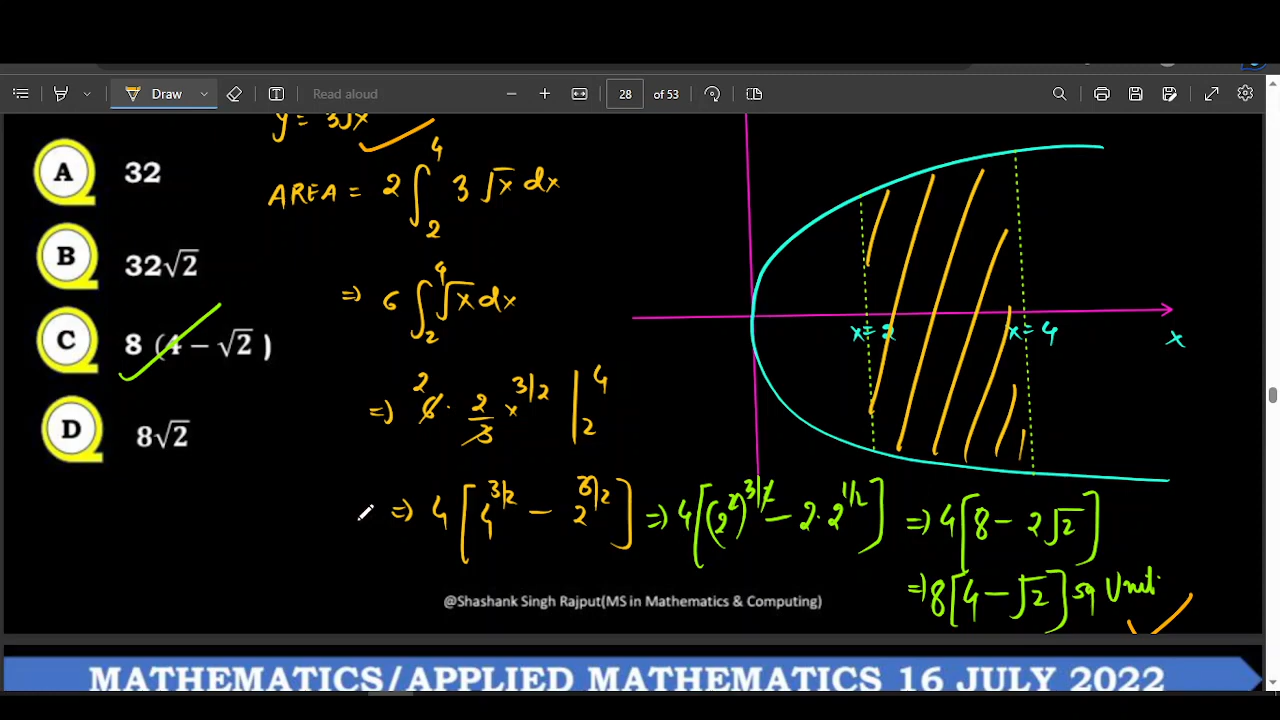 Draw
Read aloud
28 of 53
y = 3√x
A 32
AREA = 2 ∫₂⁴ 3 √x dx
B 32√2
⇒ 6 ∫₂⁴ √x dx
C 8 (4 − √2 )
x = 2
x = 4
x
⇒ 6 · 2/3 x^3/2 |₂⁴
2
D 8√2
⇒ 4[4^3/2 − 2^3/2] ⇒ 4[(2²)^3/2 − 2·2^1/2] ⇒ 4[8 − 2√2]
⇒ 8[4 − √2] sq Unit
@Shashank Singh Rajput(MS in Mathematics & Computing)
MATHEMATICS/APPLIED MATHEMATICS 16 JULY 2022